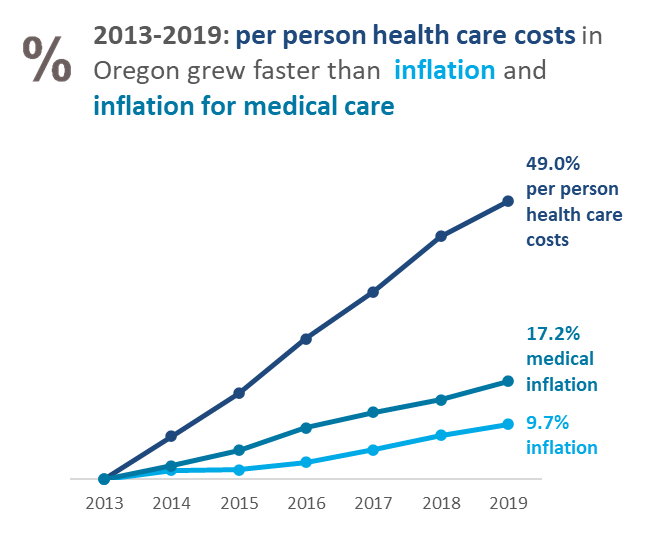 %
2013-2019: per person health care costs in
Oregon grew faster than inflation and
inflation for medical care
49.0%
per person
health care
costs
17.2%
medical
inflation
9.7%
inflation
2013 2014 2015 2016 2017 2018 2019